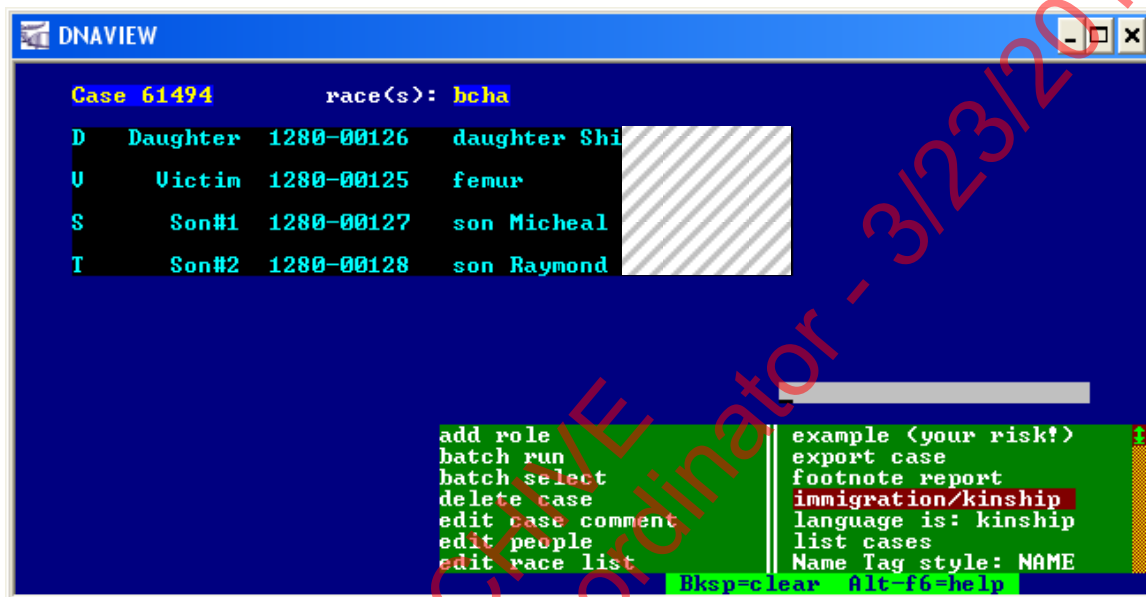 DNAVIEW
Case 61494 race(s): bcha
D Daughter 1280-00126 daughter Shi
V Victim 1280-00125 femur
S Son#1 1280-00127 son Micheal
T Son#2 1280-00128 son Raymond
add role
batch run
batch select
delete case
edit case comment
edit people
edit race list
example (your risk!)
export case
footnote report
immigration/kinship
language is: kinship
list cases
Name Tag style: NAME
Bksp=clear Alt-f6=help
CHIVE
ordinator - 3/23/201